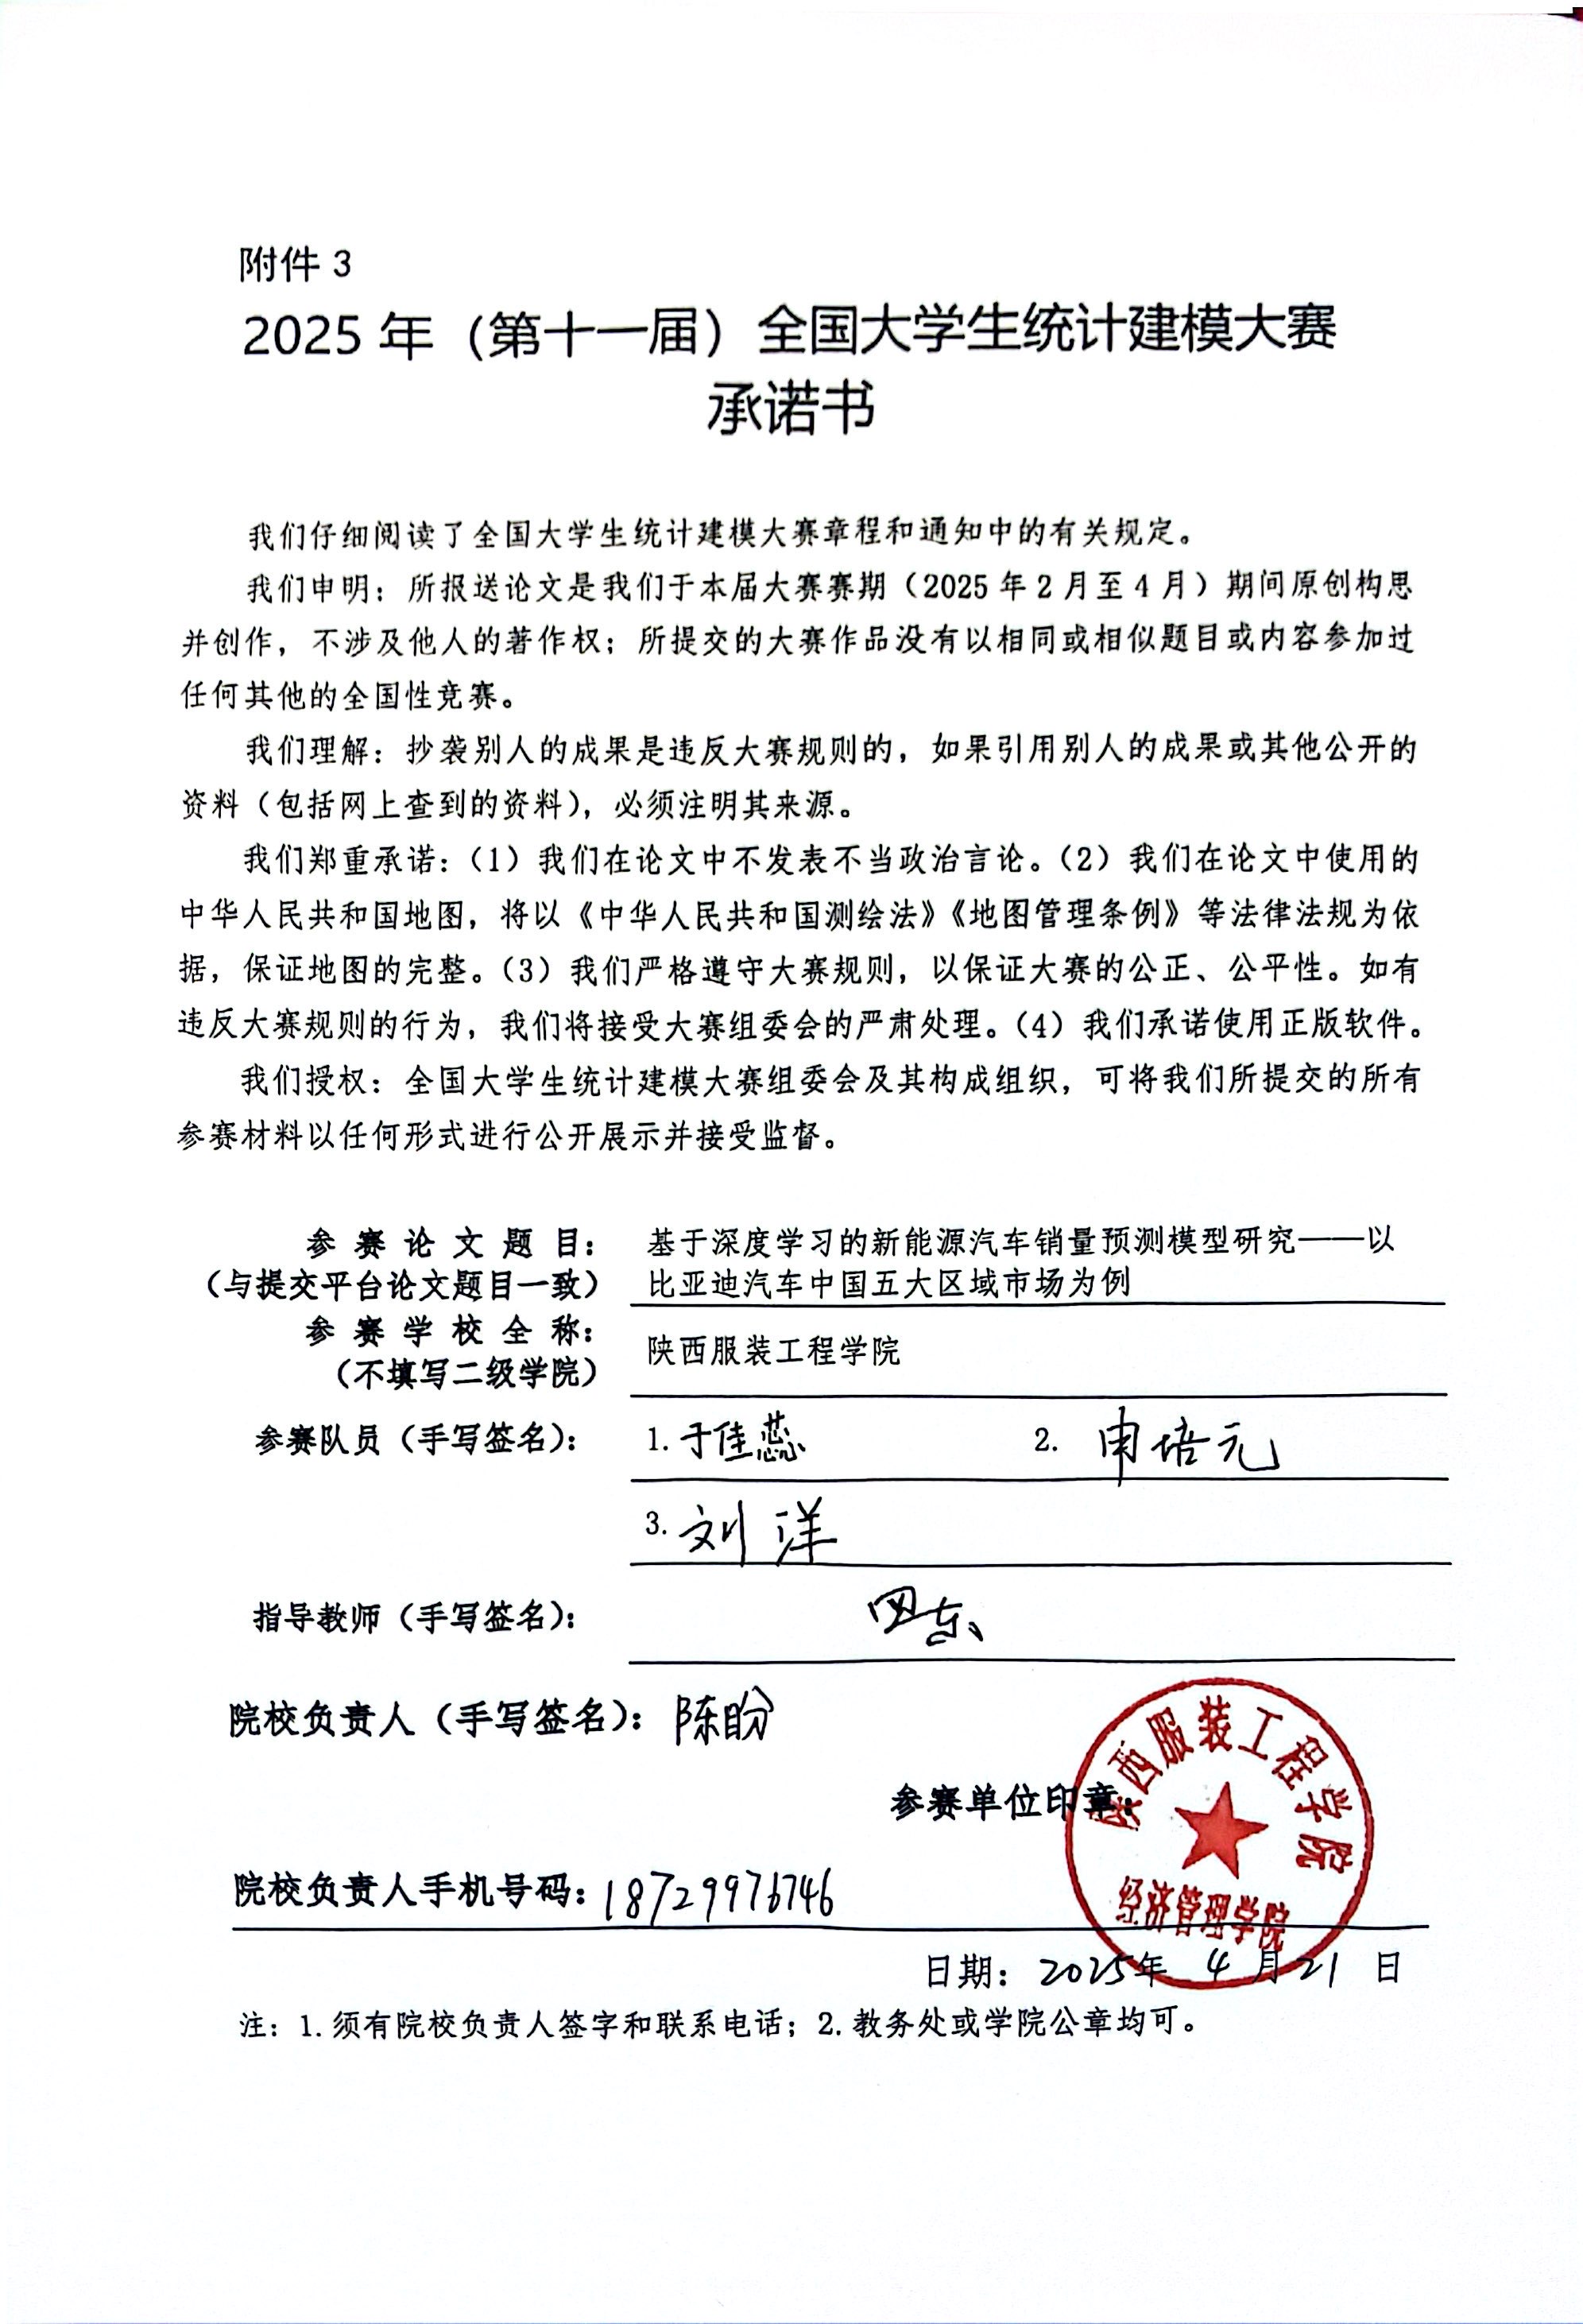 附件 3
2025 年（第十一届）全国大学生统计建模大赛
承诺书
我们仔细阅读了全国大学生统计建模大赛章程和通知中的有关规定。
我们申明：所报送论文是我们于本届大赛赛期（2025 年 2 月至 4 月）期间原创构思
并创作，不涉及他人的著作权；所提交的大赛作品没有以相同或相似题目或内容参加过
任何其他的全国性竞赛。
我们理解：抄袭别人的成果是违反大赛规则的，如果引用别人的成果或其他公开的
资料（包括网上查到的资料），必须注明其来源。
我们郑重承诺：（1）我们在论文中不发表不当政治言论。（2）我们在论文中使用的
中华人民共和国地图，将以《中华人民共和国测绘法》《地图管理条例》等法律法规为依
据，保证地图的完整。（3）我们严格遵守大赛规则，以保证大赛的公正、公平性。如有
违反大赛规则的行为，我们将接受大赛组委会的严肃处理。（4）我们承诺使用正版软件。
我们授权：全国大学生统计建模大赛组委会及其构成组织，可将我们所提交的所有
参赛材料以任何形式进行公开展示并接受监督。
参赛论文题目： 基于深度学习的新能源汽车销量预测模型研究——以
（与提交平台论文题目一致） 比亚迪汽车中国五大区域市场为例
参赛学校全称：
（不填写二级学院） 陕西服装工程学院
参赛队员（手写签名）： 1. 于佳蕊 2. 申培元
3. 刘洋
指导教师（手写签名）：
院校负责人（手写签名）：陈盼
参赛单位印章：
陕西服装工程学院
经济管理学院
院校负责人手机号码：18729976746
日期：2025年 4 月 21 日
注：1. 须有院校负责人签字和联系电话；2. 教务处或学院公章均可。